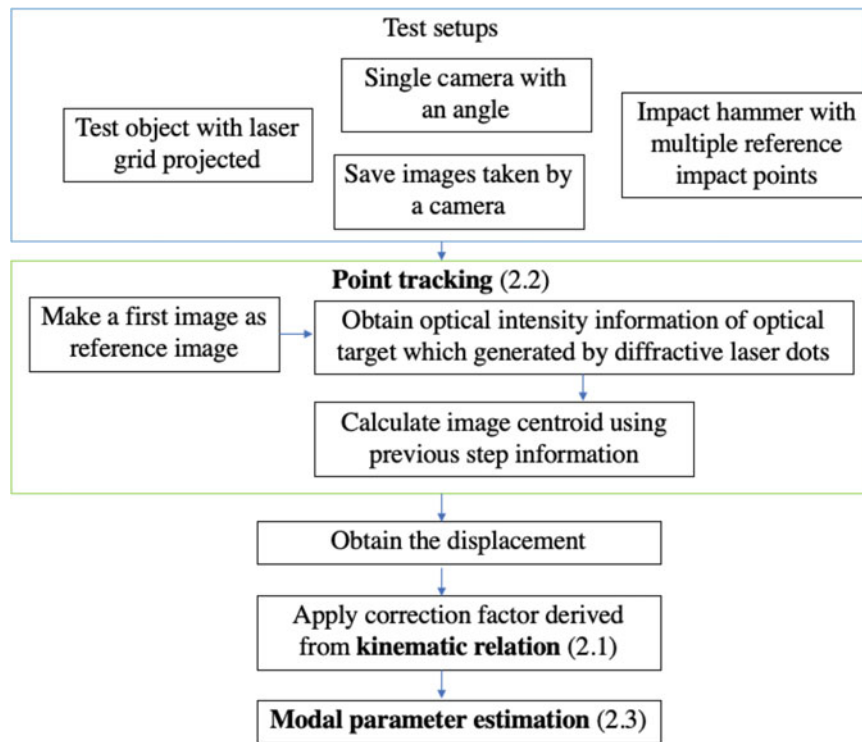 Test setups
Single camera with
an angle
Test object with laser
grid projected
Impact hammer with
multiple reference
impact points
Save images taken by
a camera
Point tracking (2.2)
Make a first image as
reference image
Obtain optical intensity information of optical
target which generated by diffractive laser dots
Calculate image centroid using
previous step information
Obtain the displacement
Apply correction factor derived
from kinematic relation (2.1)
Modal parameter estimation (2.3)